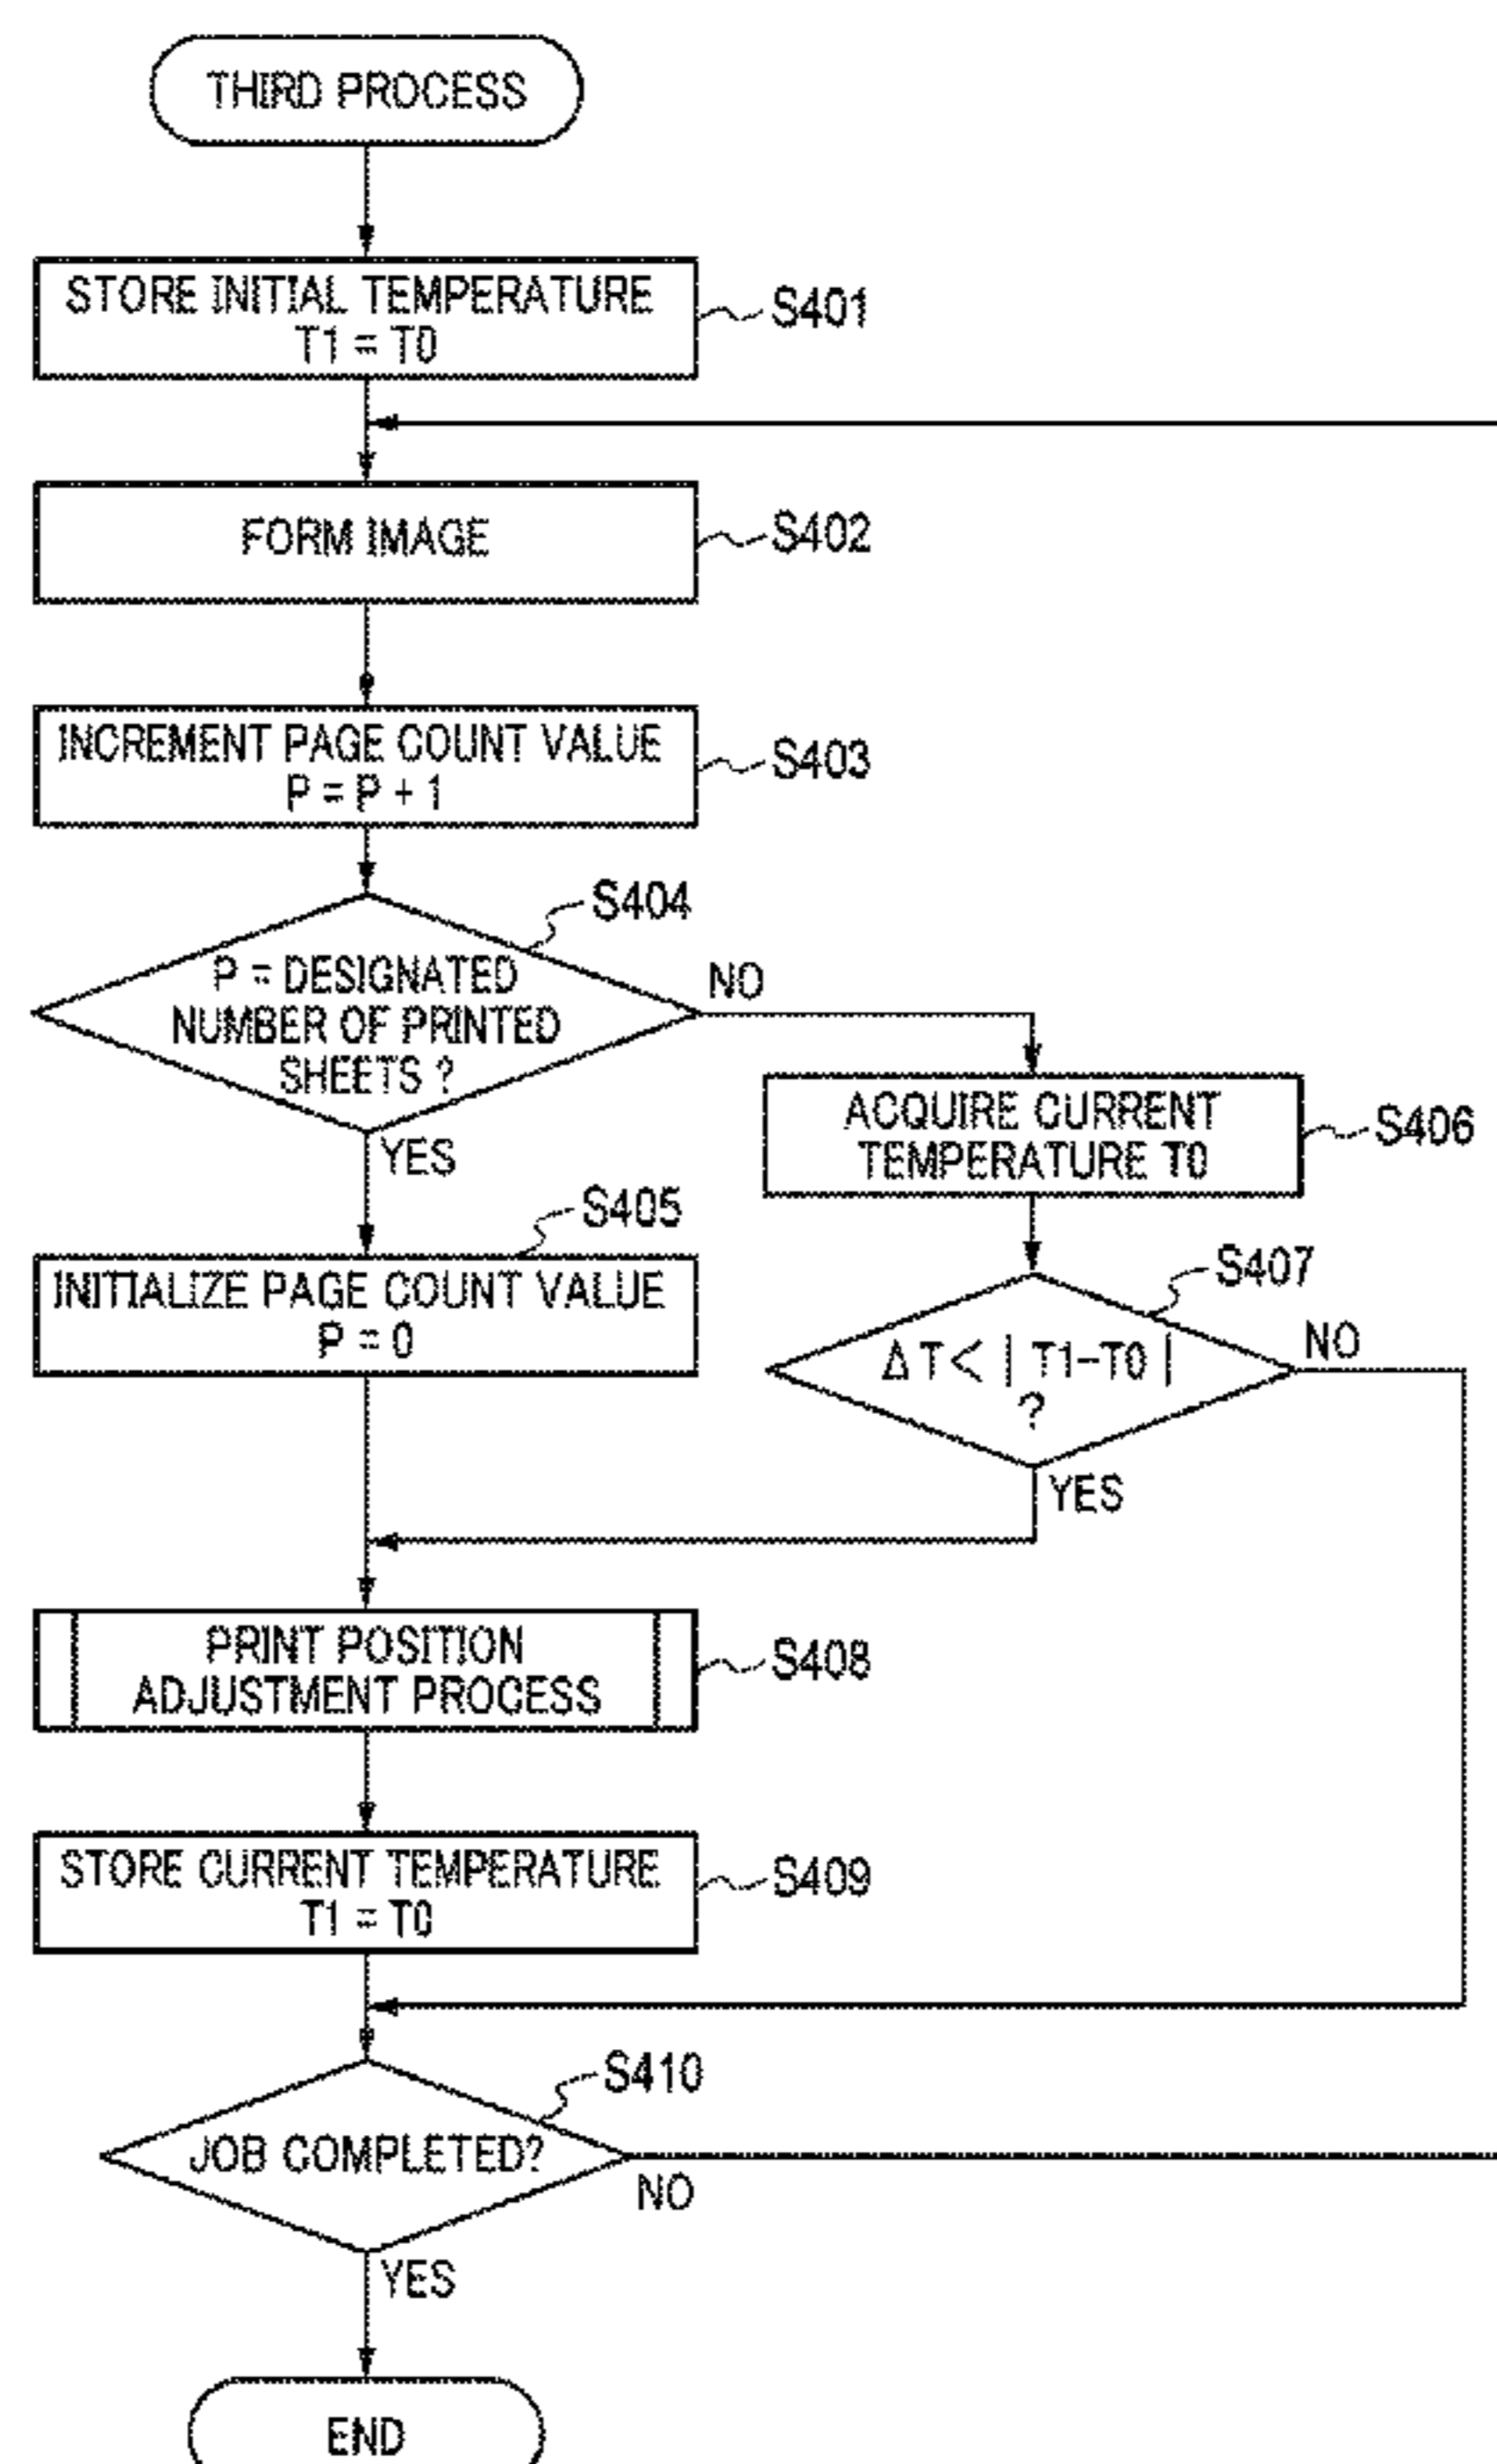 THIRD PROCESS
STORE INITIAL TEMPERATURE
T1 = T0
S401
FORM IMAGE
S402
INCREMENT PAGE COUNT VALUE
P = P + 1
S403
S404
P = DESIGNATED
NUMBER OF PRINTED
SHEETS ?
NO
YES
ACQUIRE CURRENT
TEMPERATURE T0
S406
S405
INITIALIZE PAGE COUNT VALUE
P = 0
S407
Δ T < | T1-T0 |
?
NO
YES
PRINT POSITION
ADJUSTMENT PROCESS
S408
STORE CURRENT TEMPERATURE
T1 = T0
S409
S410
JOB COMPLETED?
NO
YES
END